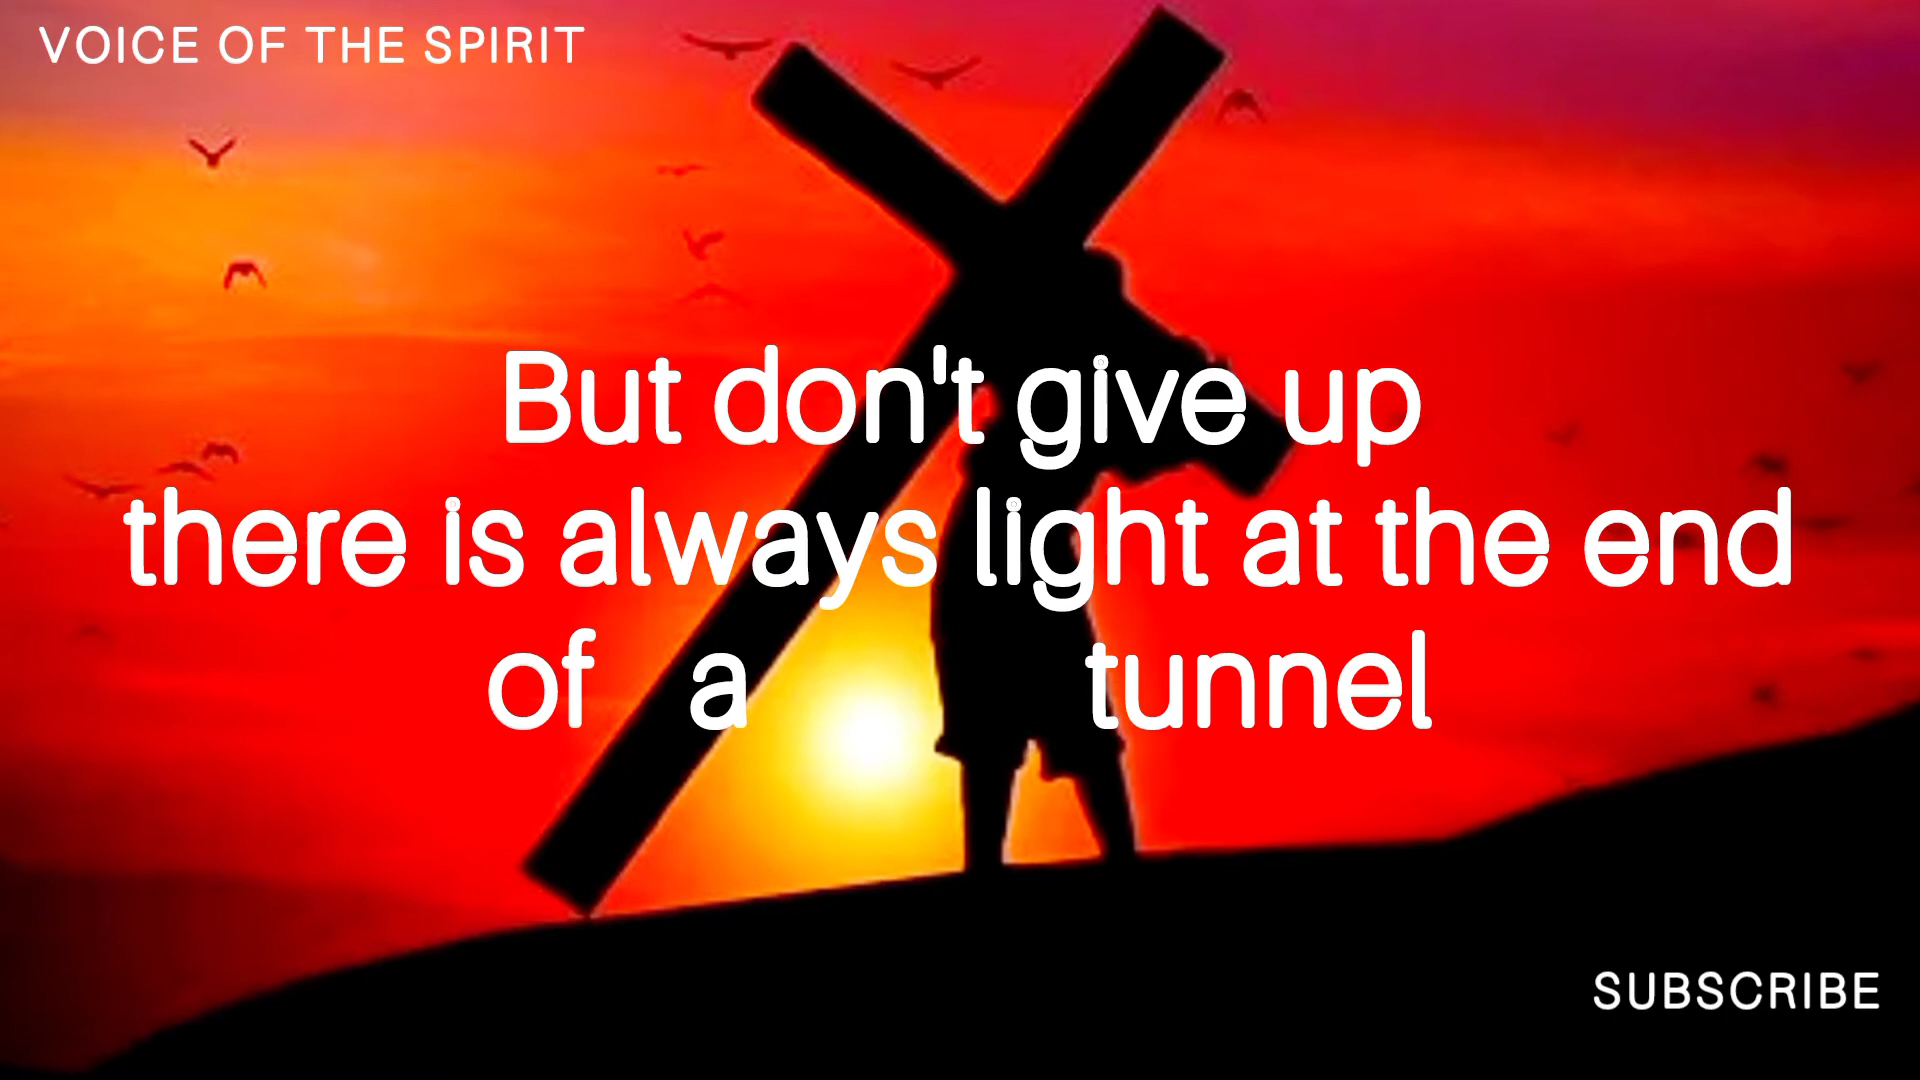 VOICE OF THE SPIRIT
But don't give up
there is always light at the end
of a tunnel
SUBSCRIBE